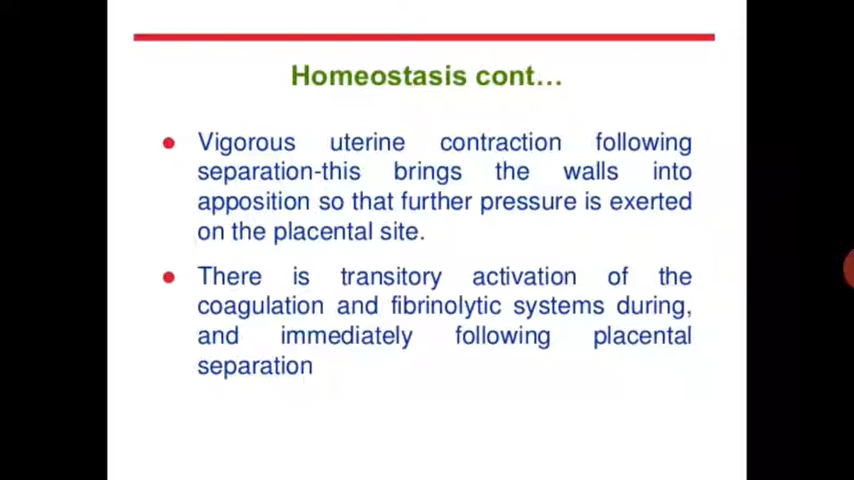 Homeostasis cont...
Vigorous uterine contraction following
separation-this brings the walls into
apposition so that further pressure is exerted
on the placental site.
There is transitory activation of the
coagulation and fibrinolytic systems during,
and immediately following placental
separation